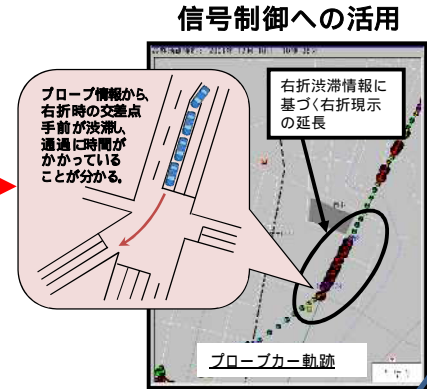 信号制御への活用
プローブ情報から、
右折時の交差点
手前が渋滞し、
通過に時間が
かかっている
ことが分かる。
右折渋滞情報に
基づく右折現示
の延長
プローブカー軌跡